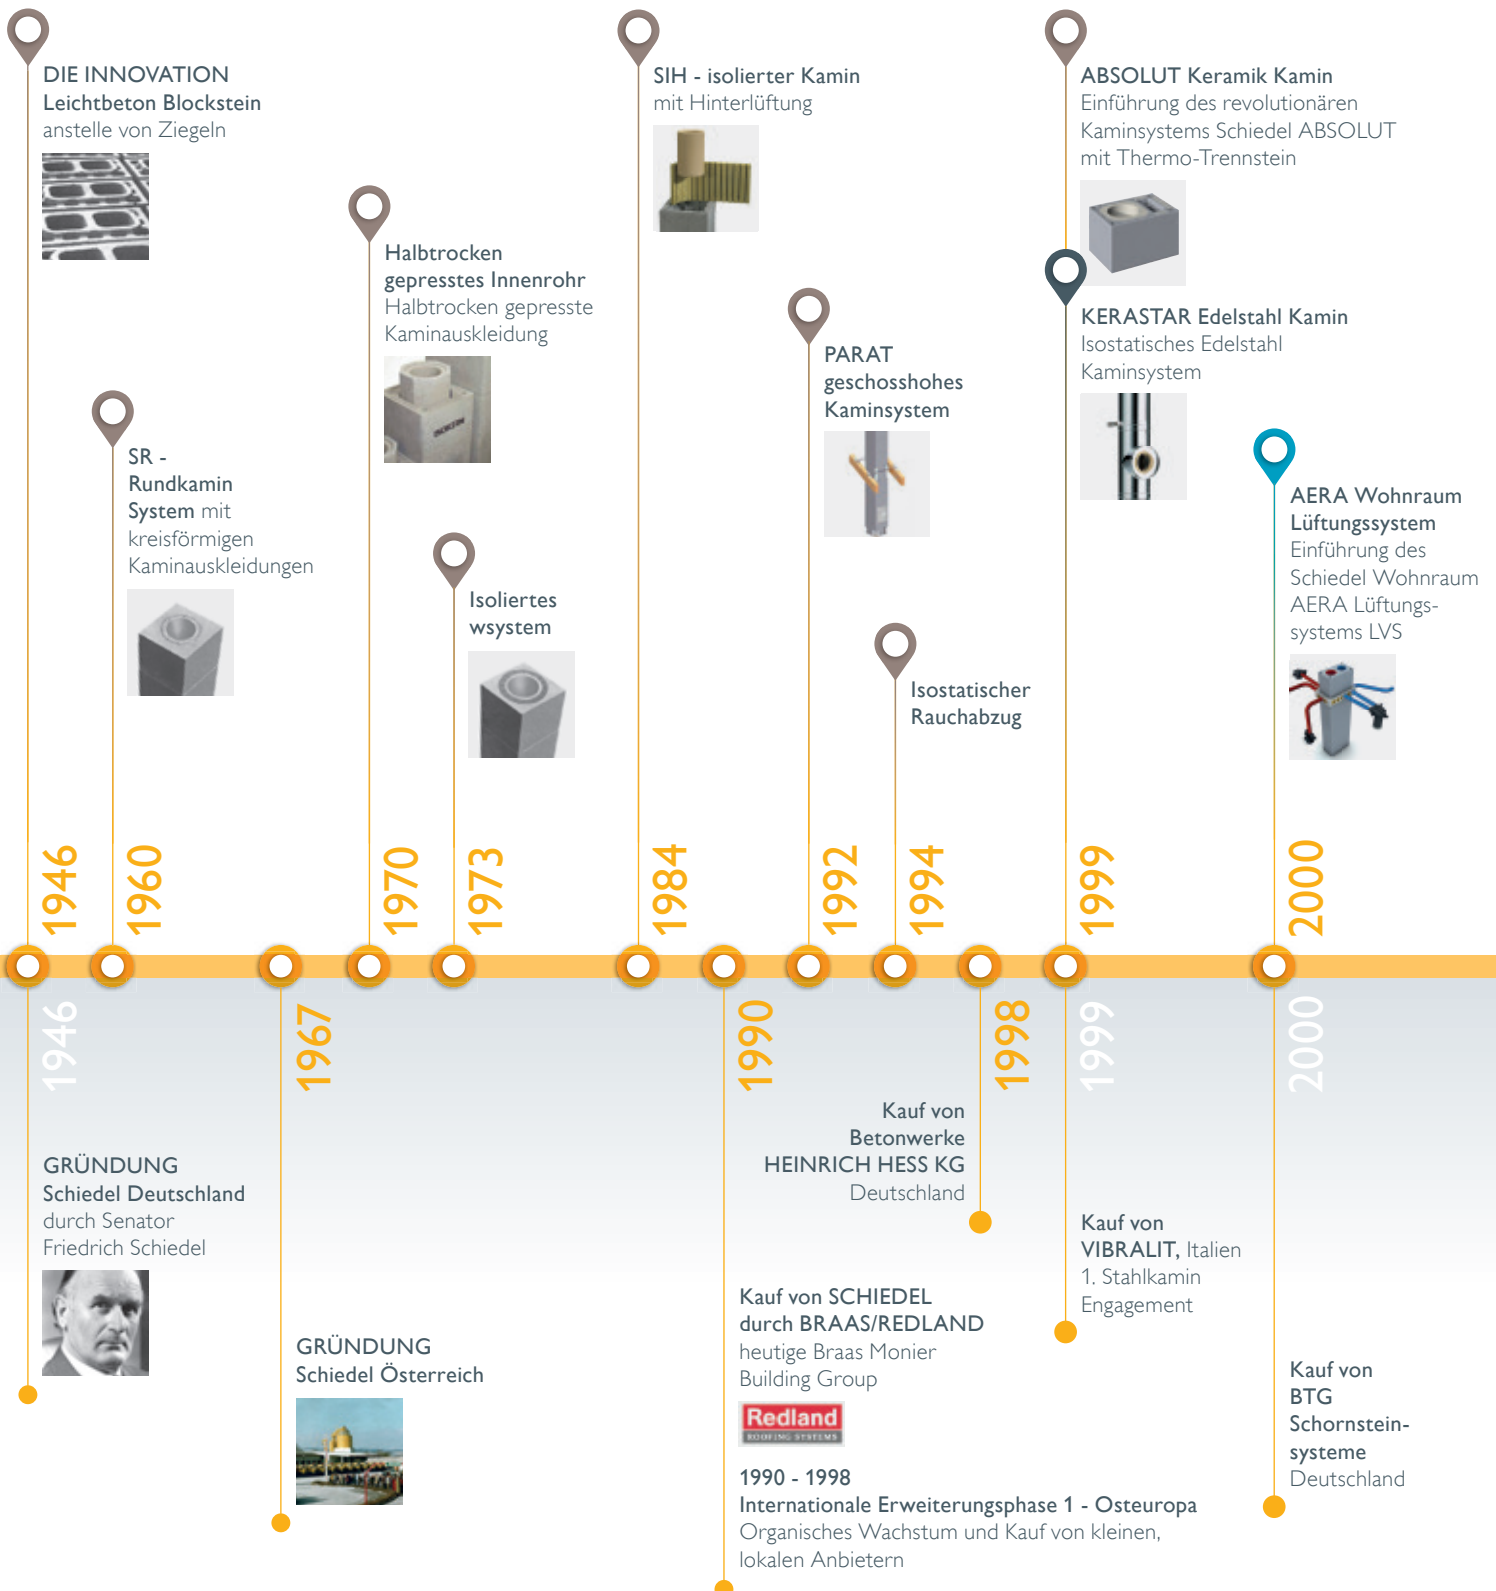 DIE INNOVATION
Leichtbeton Blockstein
anstelle von Ziegeln
SR -
Rundkamin
System mit
kreisförmigen
Kaminauskleidungen
Halbtrocken
gepresstes Innenrohr
Halbtrocken gepresste
Kaminauskleidung
Isoliertes
wsystem
SIH - isolierter Kamin
mit Hinterlüftung
PARAT
geschosshohes
Kaminsystem
Isostatischer
Rauchabzug
ABSOLUT Keramik Kamin
Einführung des revolutionären
Kaminsystems Schiedel ABSOLUT
mit Thermo-Trennstein
KERASTAR Edelstahl Kamin
Isostatisches Edelstahl
Kaminsystem
AERA Wohnraum
Lüftungssystem
Einführung des
Schiedel Wohnraum
AERA Lüftungs-
systems LVS
1946
1960
1970
1973
1984
1992
1994
1999
2000
1946
1967
1990
1998
1999
2000
GRÜNDUNG
Schiedel Deutschland
durch Senator
Friedrich Schiedel
GRÜNDUNG
Schiedel Österreich
Kauf von SCHIEDEL
durch BRAAS/REDLAND
heutige Braas Monier
Building Group
Redland
ROOFING SYSTEMS
1990 - 1998
Internationale Erweiterungsphase 1 - Osteuropa
Organisches Wachstum und Kauf von kleinen,
lokalen Anbietern
Kauf von
Betonwerke
HEINRICH HESS KG
Deutschland
Kauf von
VIBRALIT, Italien
1. Stahlkamin
Engagement
Kauf von
BTG
Schornstein-
systeme
Deutschland